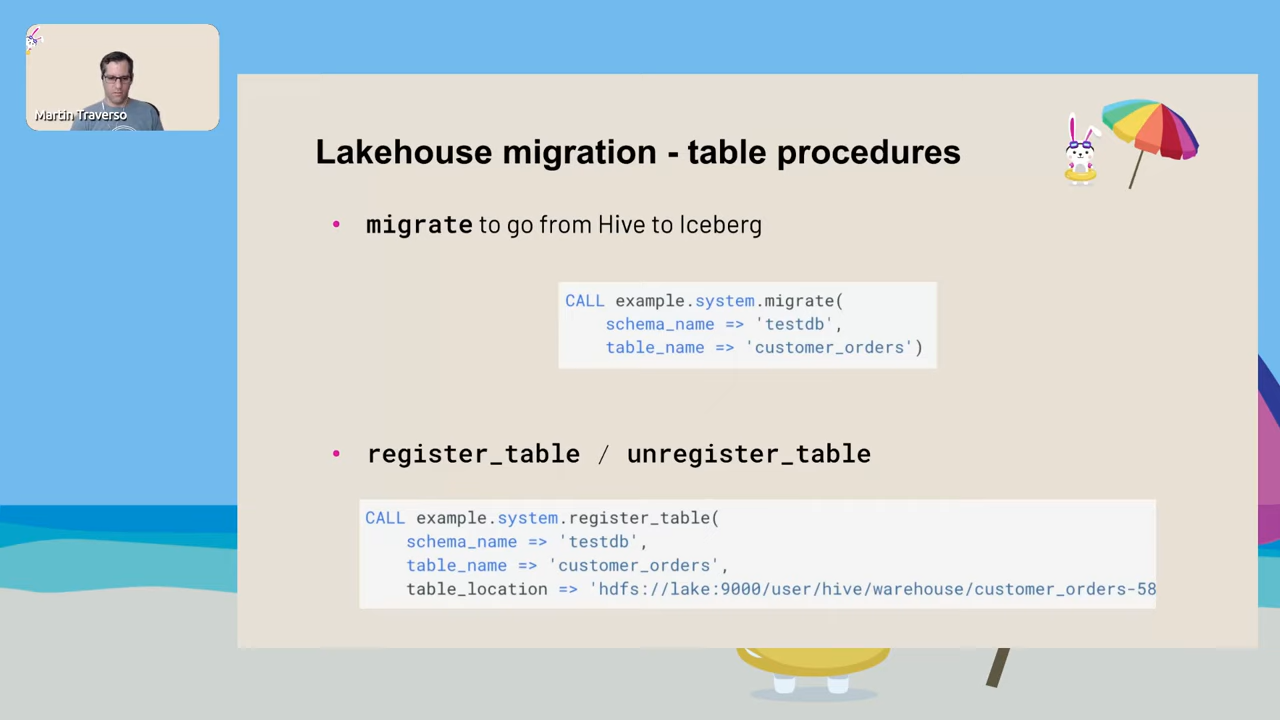 Martin Traverso
Lakehouse migration - table procedures
• migrate to go from Hive to Iceberg
CALL example.system.migrate(
schema_name => 'testdb',
table_name => 'customer_orders')
• register_table / unregister_table
CALL example.system.register_table(
schema_name => 'testdb',
table_name => 'customer_orders',
table_location => 'hdfs://lake:9000/user/hive/warehouse/customer_orders-58